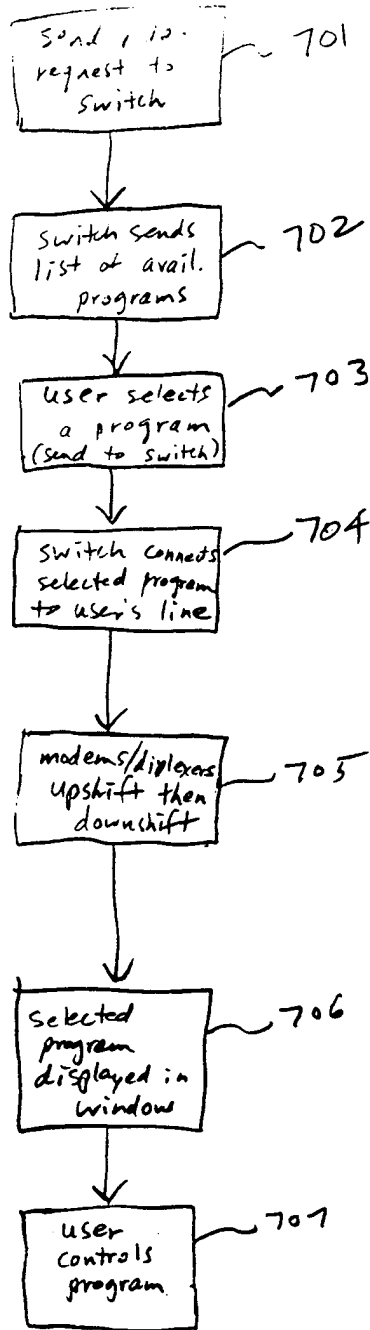 send
request to
switch
701
switch sends
list of avail.
programs
702
user selects
a program
(send to switch)
703
switch connects
selected program
to user's line
704
modems/diplexers
upshift then
downshift
705
selected
program
displayed in
window
706
user
controls
program
707